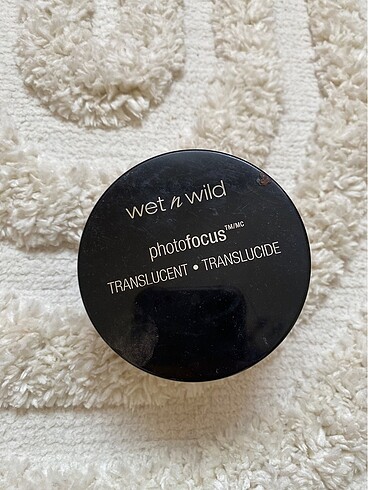 wet n wild
photofocus™/MC
TRANSLUCENT • TRANSLUCIDE